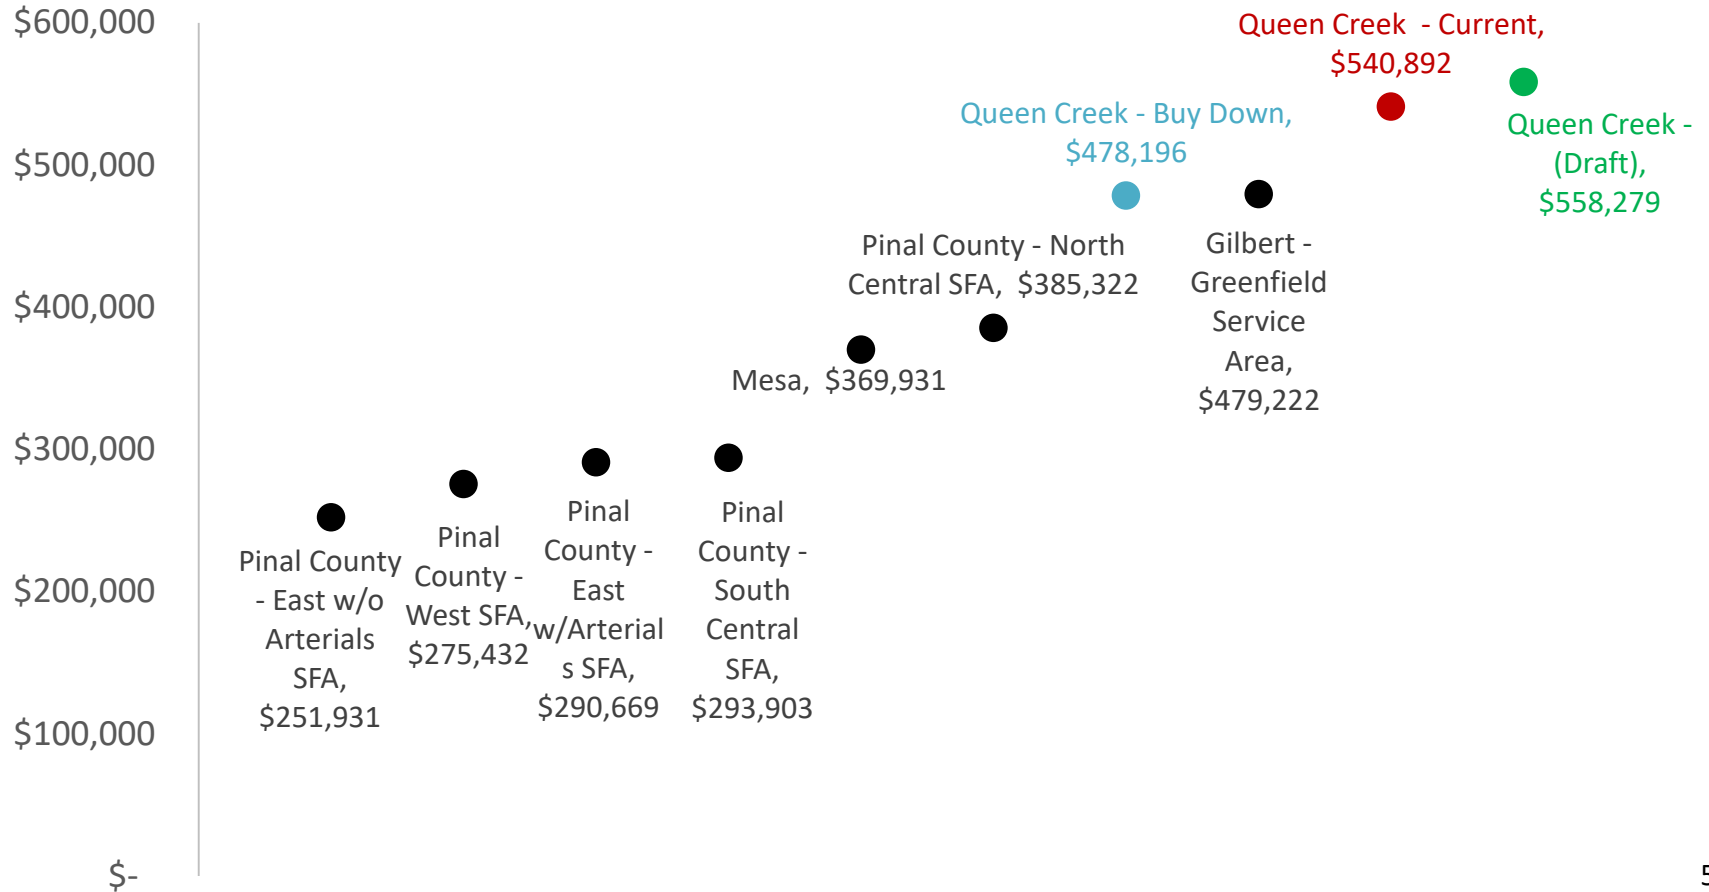 $600,000
$500,000
$400,000
$300,000
$200,000
$100,000
$-
Pinal County
- East w/o
Arterials
SFA,
$251,931
Pinal
County -
West SFA,
$275,432
Pinal
County -
East
w/Arterial
s SFA,
$290,669
Pinal
County -
South
Central
SFA,
$293,903
Mesa,  $369,931
Pinal County - North
Central SFA,  $385,322
Queen Creek - Buy Down,
$478,196
Gilbert -
Greenfield
Service
Area,
$479,222
Queen Creek  - Current,
$540,892
Queen Creek -
(Draft),
$558,279
5